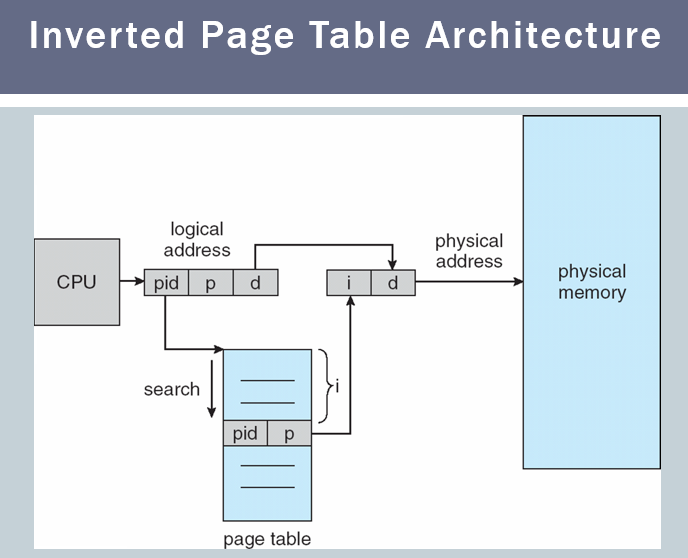 Inverted Page Table Architecture
logical
address
physical
address
CPU
pid p d
i d
physical
memory
search
i
pid p
page table